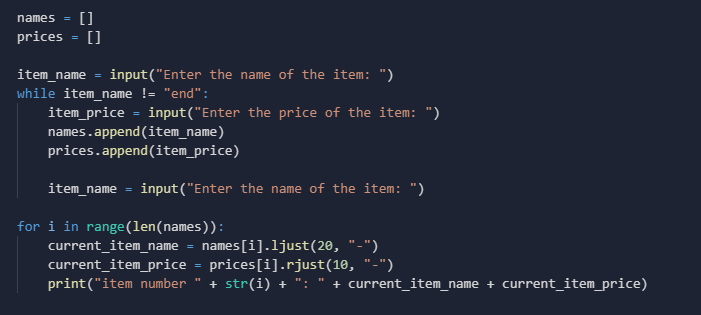 names = []
prices = []
item_name = input("Enter the name of the item: ")
while item_name != "end":
    item_price = input("Enter the price of the item: ")
    names.append(item_name)
    prices.append(item_price)
    item_name = input("Enter the name of the item: ")
for i in range(len(names)):
    current_item_name = names[i].ljust(20, "-")
    current_item_price = prices[i].rjust(10, "-")
    print("item number " + str(i) + ": " + current_item_name + current_item_price)